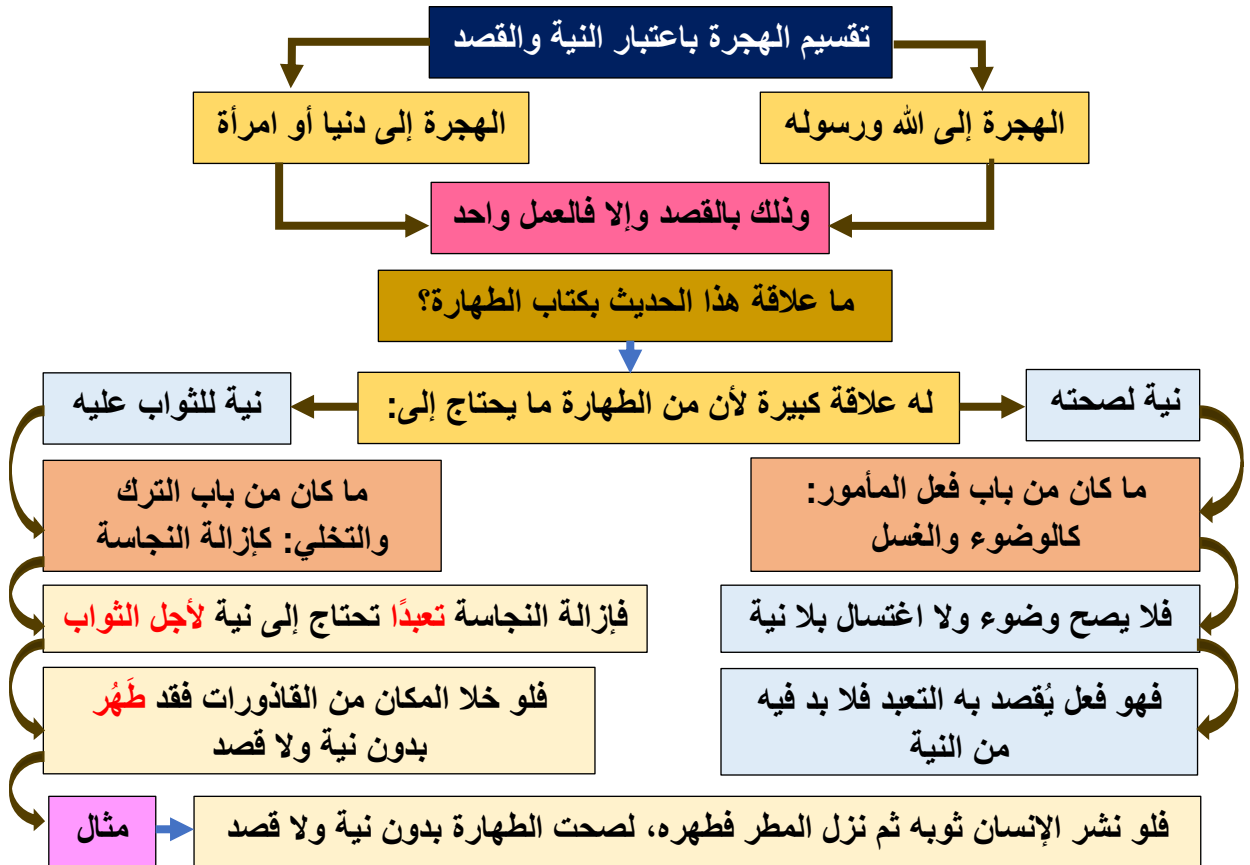 تقسيم الهجرة باعتبار النية والقصد
الهجرة إلى الله ورسوله
الهجرة إلى دنيا أو امرأة
وذلك بالقصد وإلا فالعمل واحد
ما علاقة هذا الحديث بكتاب الطهارة؟
له علاقة كبيرة لأن من الطهارة ما يحتاج إلى:
نية لصحته
ما كان من باب فعل المأمور:
كالوضوء والغسل
فلا يصح وضوء ولا اغتسال بلا نية
فهو فعل يُقصد به التعبد فلا بد فيه
من النية
نية للثواب عليه
ما كان من باب الترك
والتخلي: كإزالة النجاسة
فإزالة النجاسة تعبدًا تحتاج إلى نية لأجل الثواب
فلو خلا المكان من القاذورات فقد طَهُر
بدون نية ولا قصد
مثال
فلو نشر الإنسان ثوبه ثم نزل المطر فطهره، لصحت الطهارة بدون نية ولا قصد